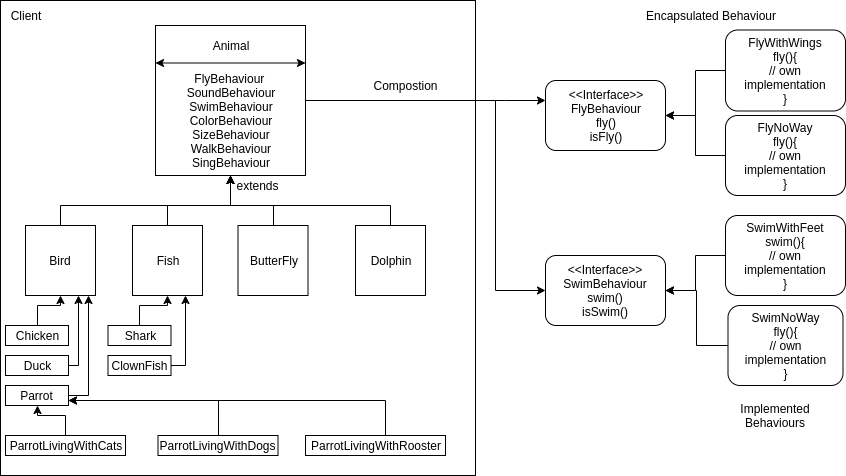 Client
Encapsulated Behaviour
Animal
FlyBehaviour
SoundBehaviour
SwimBehaviour
ColorBehaviour
SizeBehaviour
WalkBehaviour
SingBehaviour
extends
Compostion
<<Interface>>
FlyBehaviour
fly()
isFly()
FlyWithWings
fly(){
// own
implementation
}
FlyNoWay
fly(){
// own
implementation
}
Bird
Fish
ButterFly
Dolphin
<<Interface>>
SwimBehaviour
swim()
isSwim()
SwimWithFeet
swim(){
// own
implementation
}
SwimNoWay
fly(){
// own
implementation
}
Chicken
Shark
Duck
ClownFish
Parrot
ParrotLivingWithCats
ParrotLivingWithDogs
ParrotLivingWithRooster
Implemented
Behaviours